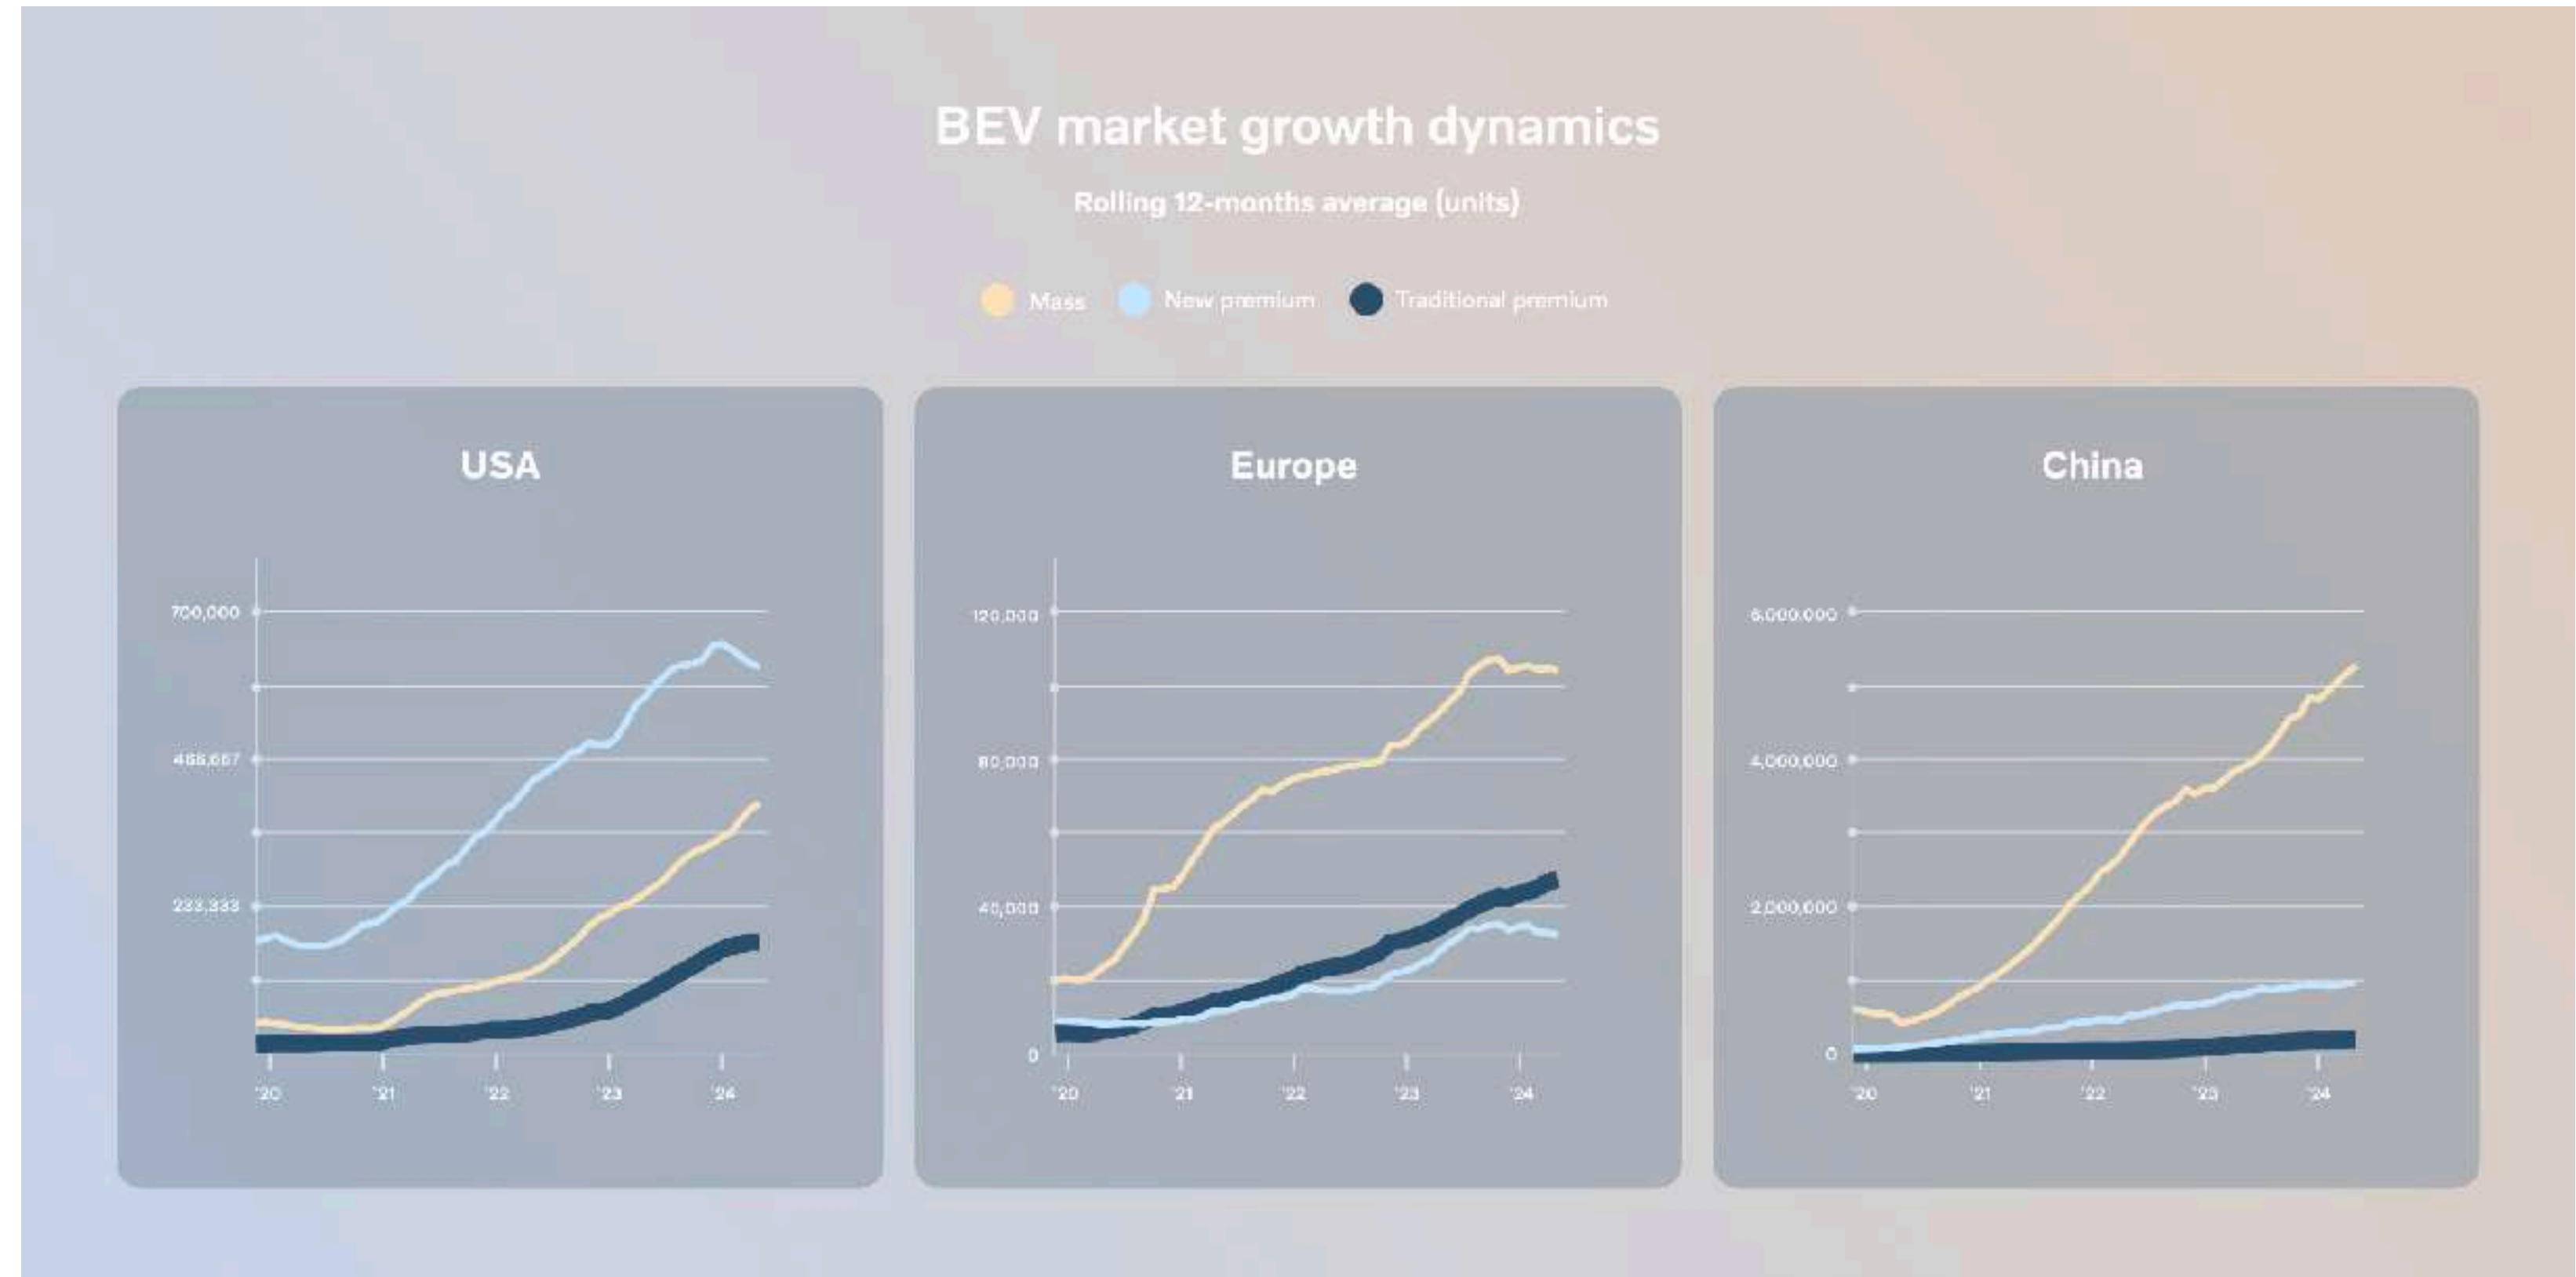 BEV market growth dynamics
Rolling 12-months average (units)
Mass New premium Traditional premium
USA
700,000
466,667
233,333
'20 '21 '22 '23 '24
Europe
120,000
80,000
40,000
0
'20 '21 '22 '23 '24
China
6,000,000
4,000,000
2,000,000
0
'20 '21 '22 '23 '24